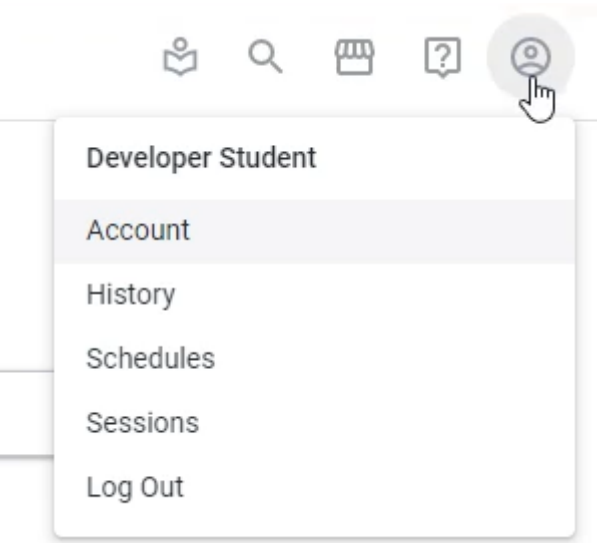 Developer Student
Account
History
Schedules
Sessions
Log Out